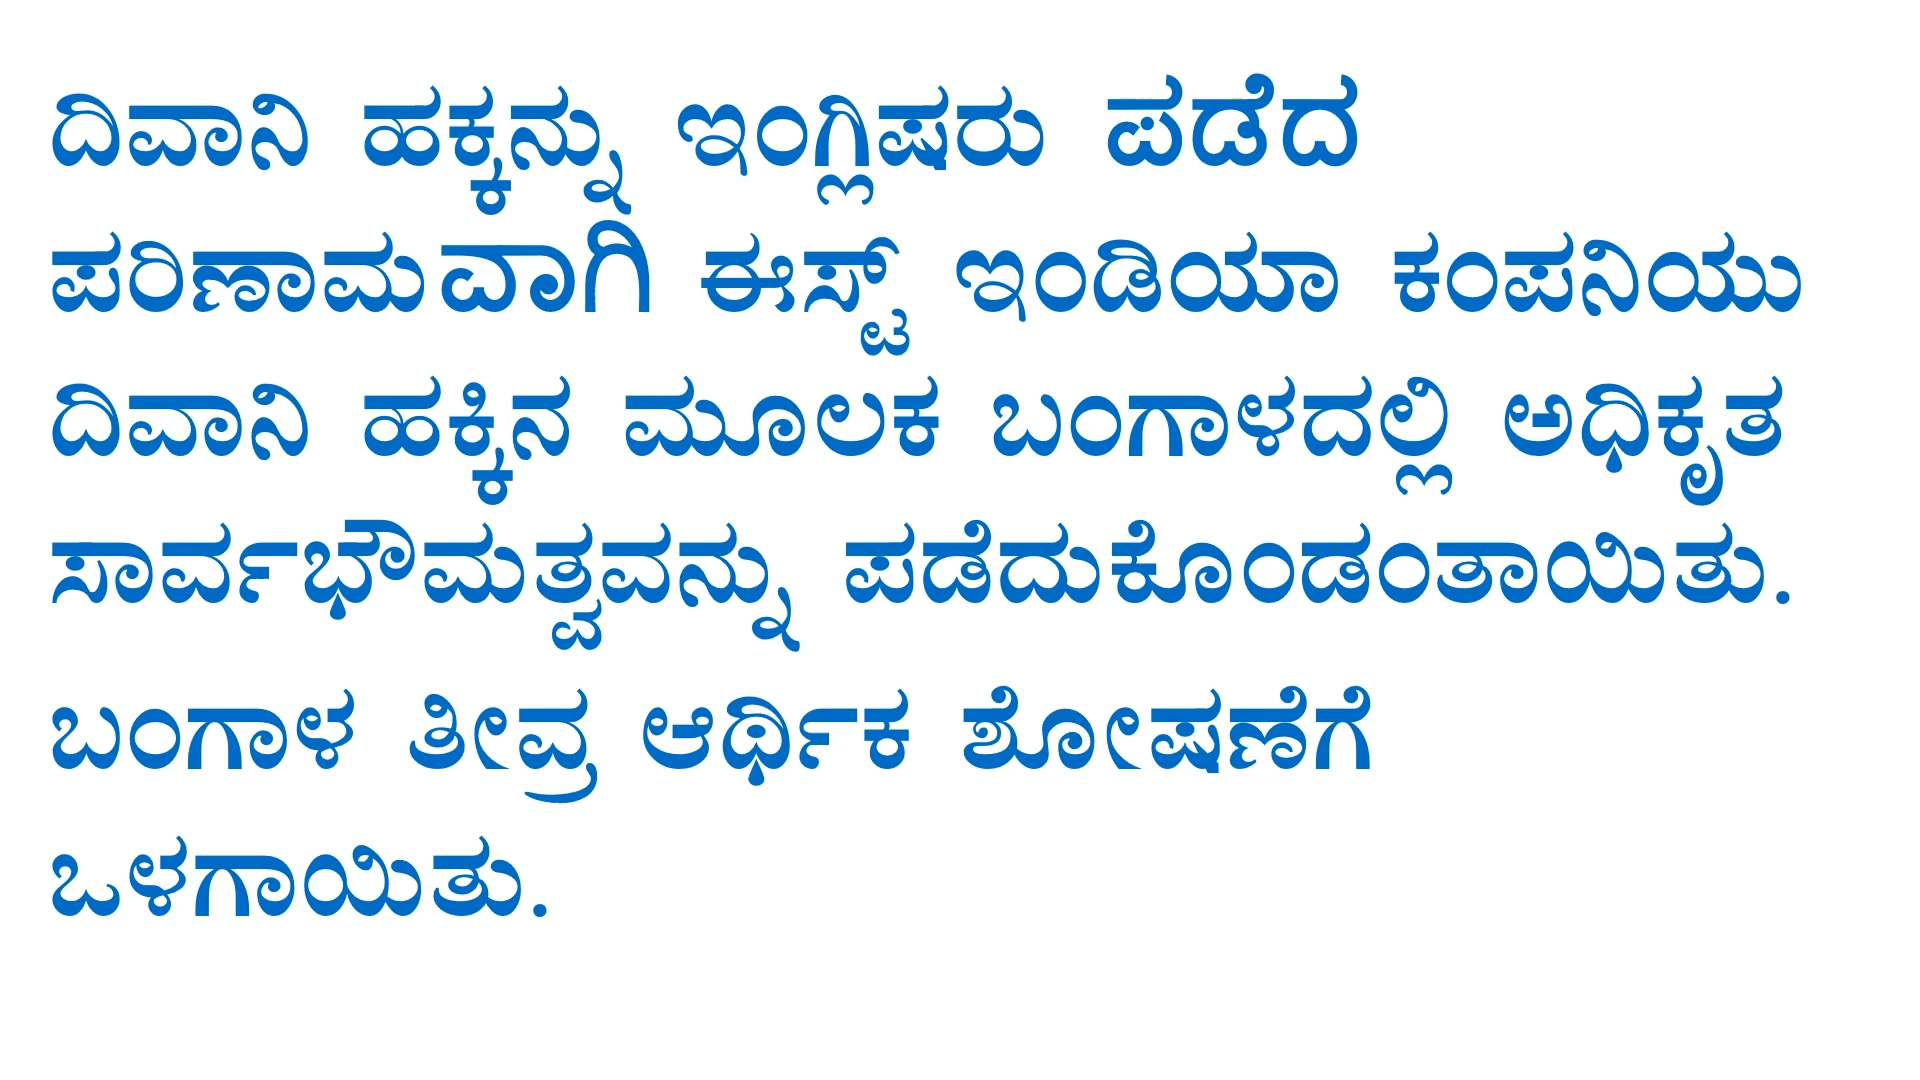 ದಿವಾನಿ ಹಕ್ಕನ್ನು ಇಂಗ್ಲಿಷರು ಪಡೆದ
ಪರಿಣಾಮವಾಗಿ ಈಸ್ಟ್ ಇಂಡಿಯಾ ಕಂಪನಿಯು
ದಿವಾನಿ ಹಕ್ಕಿನ ಮೂಲಕ ಬಂಗಾಳದಲ್ಲಿ ಅಧಿಕೃತ
ಸಾರ್ವಭೌಮತ್ವವನ್ನು ಪಡೆದುಕೊಂಡಂತಾಯಿತು.
ಬಂಗಾಳ ತೀವ್ರ ಆರ್ಥಿಕ ಶೋಷಣೆಗೆ
ಒಳಗಾಯಿತು.